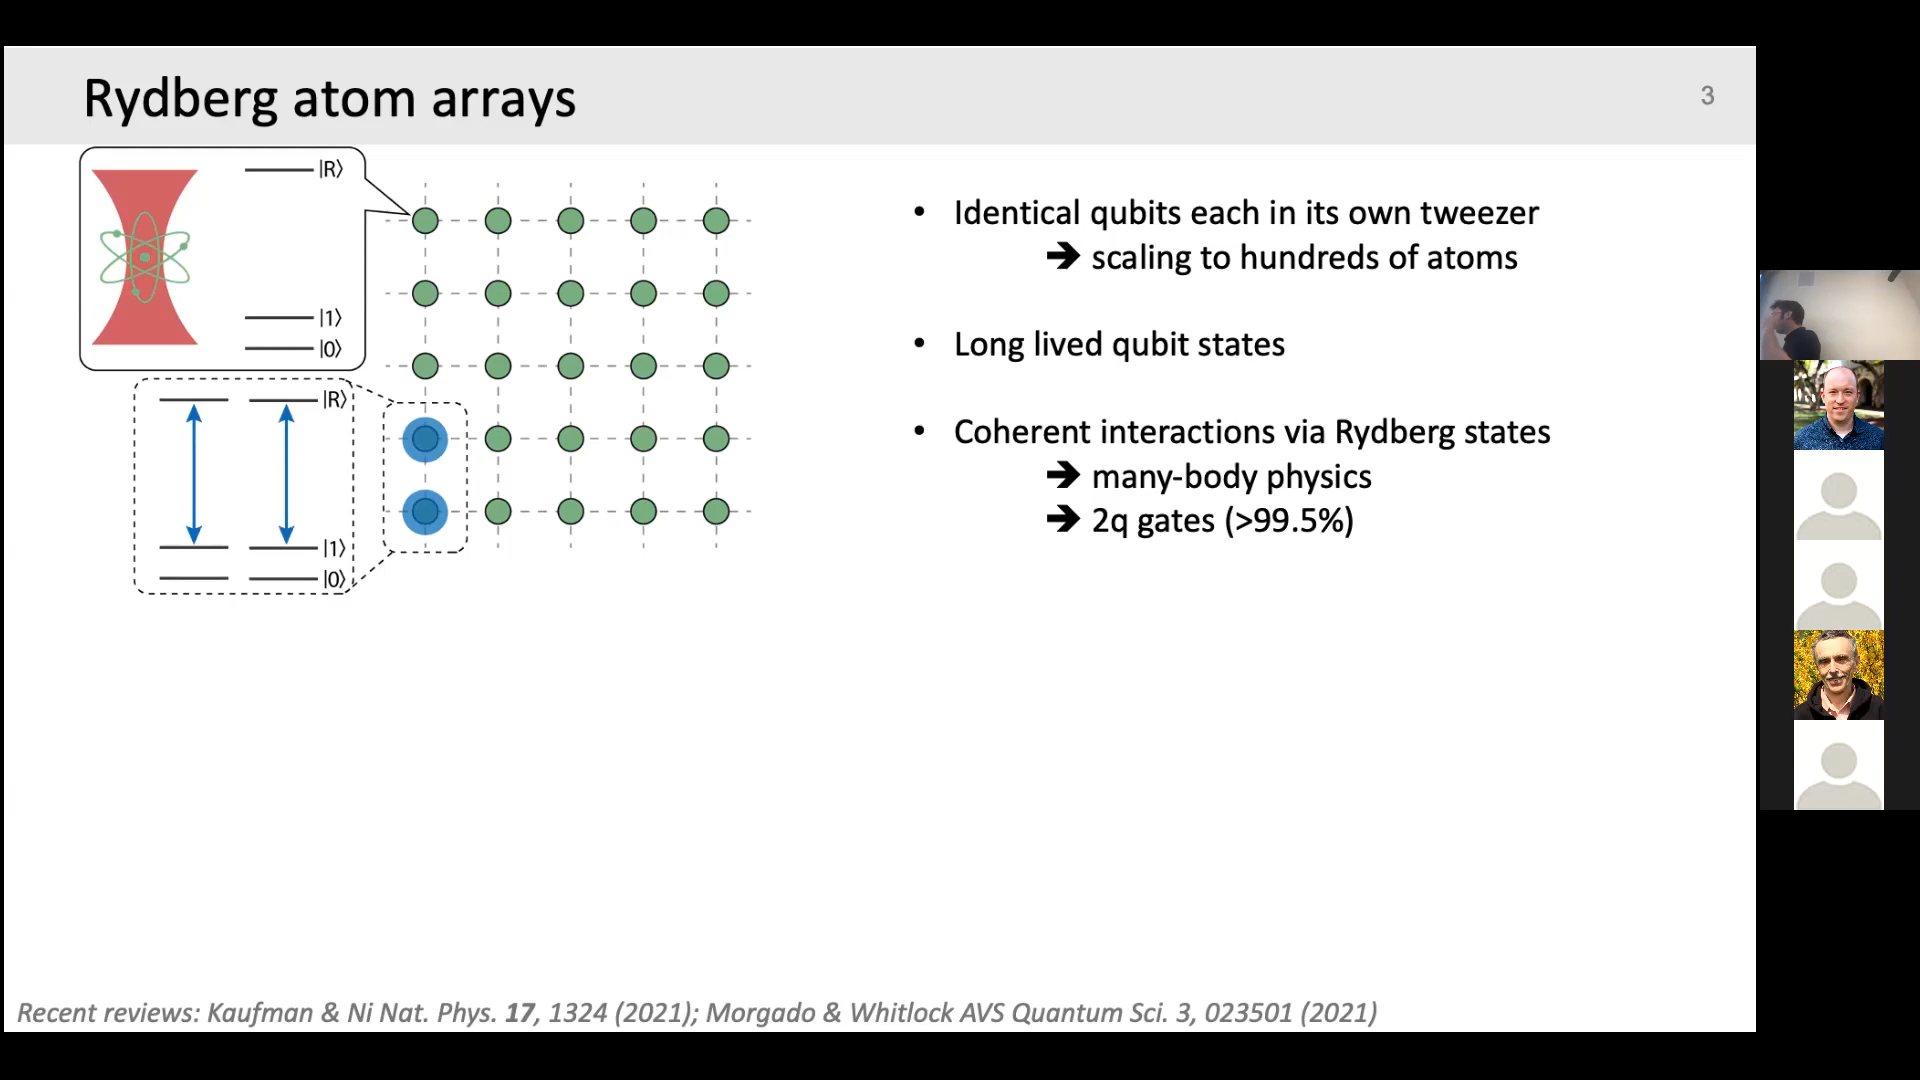 Rydberg atom arrays
3
|R⟩
|1⟩
|0⟩
|R⟩
|1⟩
|0⟩
• Identical qubits each in its own tweezer
➔ scaling to hundreds of atoms
• Long lived qubit states
• Coherent interactions via Rydberg states
➔ many-body physics
➔ 2q gates (>99.5%)
Recent reviews: Kaufman & Ni Nat. Phys. 17, 1324 (2021); Morgado & Whitlock AVS Quantum Sci. 3, 023501 (2021)